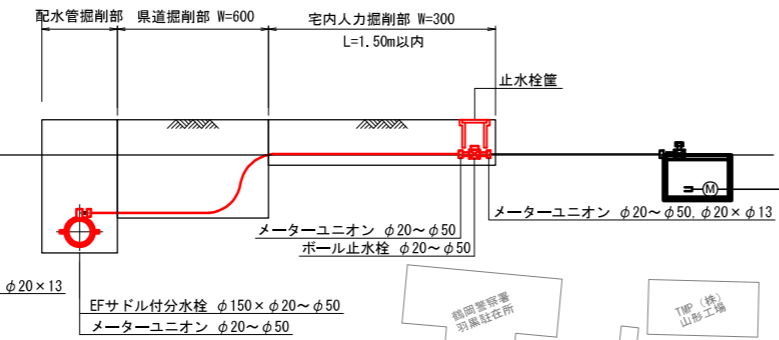 配水管掘削部 県道掘削部 W=600 宅内人力掘削部 W=300
L=1.50m以内
止水栓筐
M
メーターユニオン φ20~φ50, φ20×φ13
メーターユニオン φ20~φ50
ボール止水栓 φ20~φ50
φ20×13
EFサドル付分水栓 φ150×φ20~φ50
メーターユニオン φ20~φ50
鶴岡警察署
羽黒駐在所
TMP (株)
山形工場